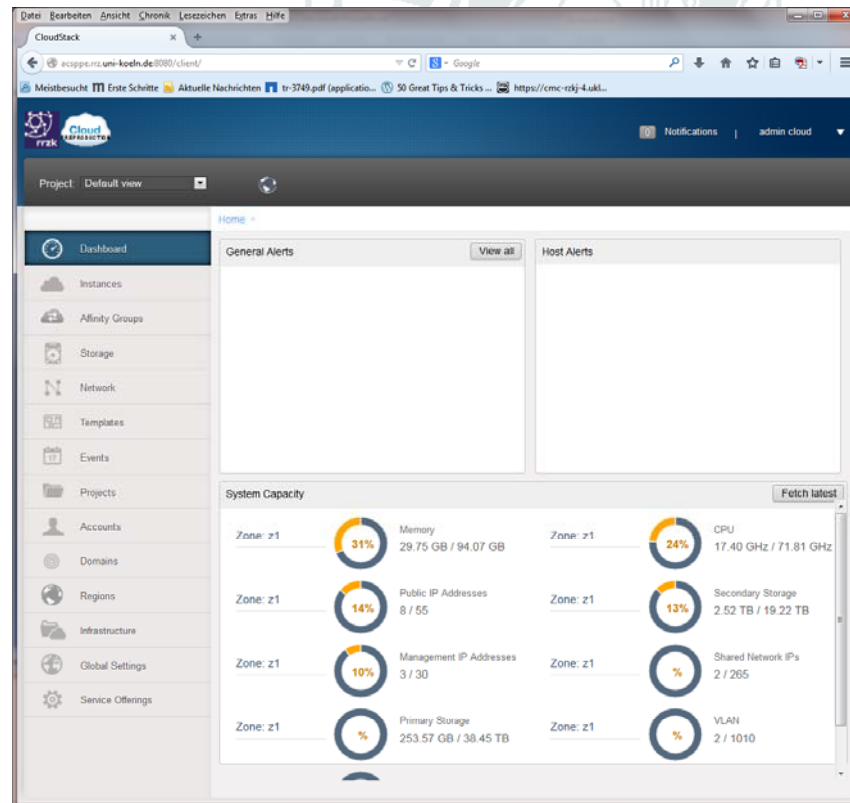 Datei Bearbeiten Ansicht Chronik Lesezeichen Extras Hilfe
CloudStack × +
acsppe.rrz.uni-koeln.de:8080/client/
8 - Google
Meistbesucht Erste Schritte Aktuelle Nachrichten tr-3749.pdf (applicatio... 50 Great Tips & Tricks ... https://cmc-rzkj-4.ukl...
rrzk Cloud
0 Notifications | admin cloud
Project: Default view
Home
Dashboard
Instances
Affinity Groups
Storage
Network
Templates
Events
Projects
Accounts
Domains
Regions
Infrastructure
Global Settings
Service Offerings
General Alerts View all
Host Alerts
System Capacity Fetch latest
Zone: z1 31% Memory
29.75 GB / 94.07 GB
Zone: z1 24% CPU
17.40 GHz / 71.81 GHz
Zone: z1 14% Public IP Addresses
8 / 55
Zone: z1 13% Secondary Storage
2.52 TB / 19.22 TB
Zone: z1 10% Management IP Addresses
3 / 30
Zone: z1 % Shared Network IPs
2 / 265
Zone: z1 % Primary Storage
253.57 GB / 38.45 TB
Zone: z1 % VLAN
2 / 1010